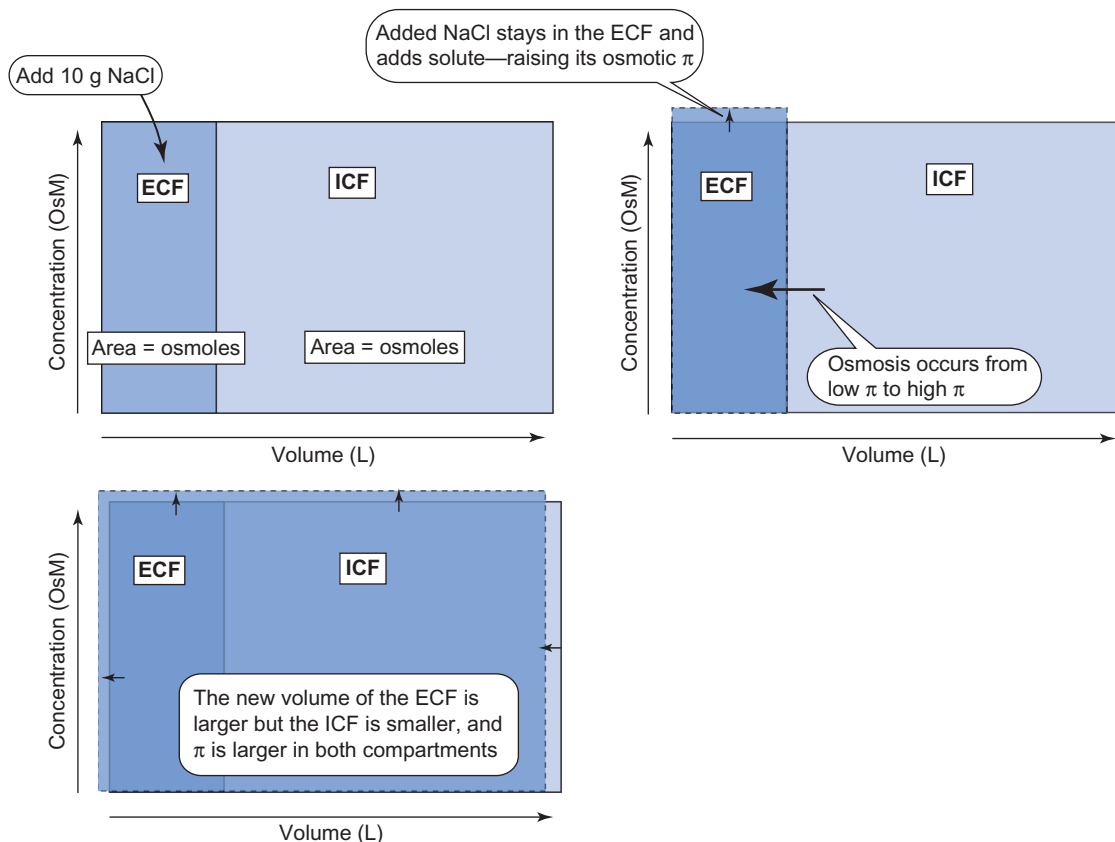 Added NaCl stays in the ECF and
adds solute—raising its osmotic π
Add 10 g NaCl
Concentration (OsM)
ECF
ICF
Area = osmoles
Area = osmoles
Volume (L)
Concentration (OsM)
ECF
ICF
Osmosis occurs from
low π to high π
Volume (L)
Concentration (OsM)
ECF
ICF
The new volume of the ECF is
larger but the ICF is smaller, and
π is larger in both compartments
Volume (L)